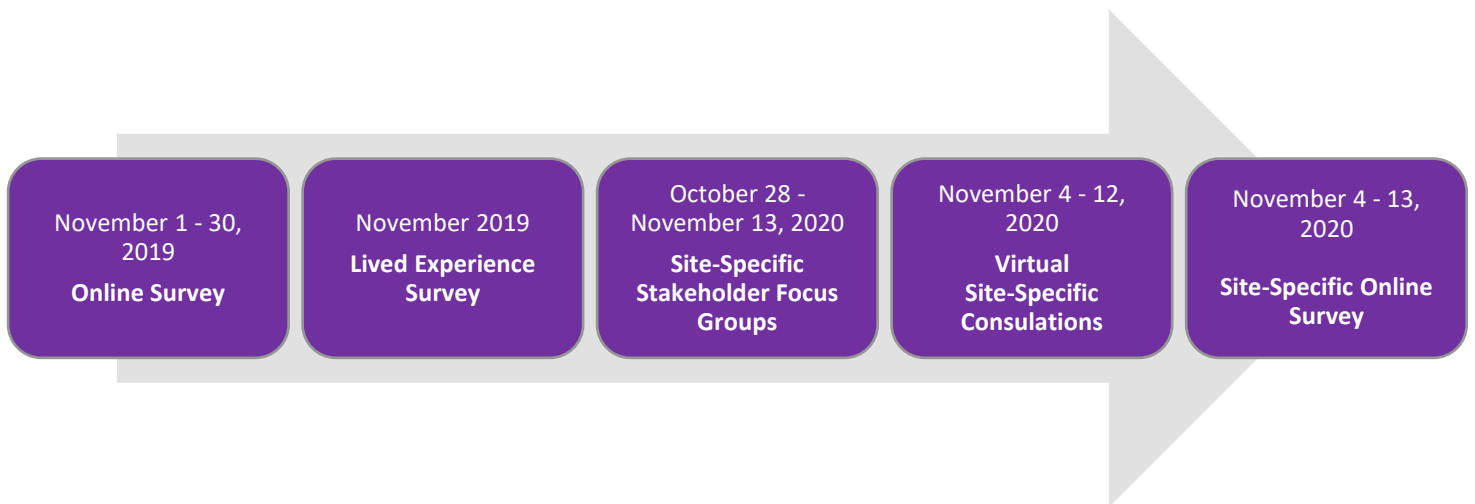 November 1 - 30,
2019
Online Survey
November 2019
Lived Experience
Survey
October 28 -
November 13, 2020
Site-Specific
Stakeholder Focus
Groups
November 4 - 12,
2020
Virtual
Site-Specific
Consulations
November 4 - 13,
2020
Site-Specific Online
Survey